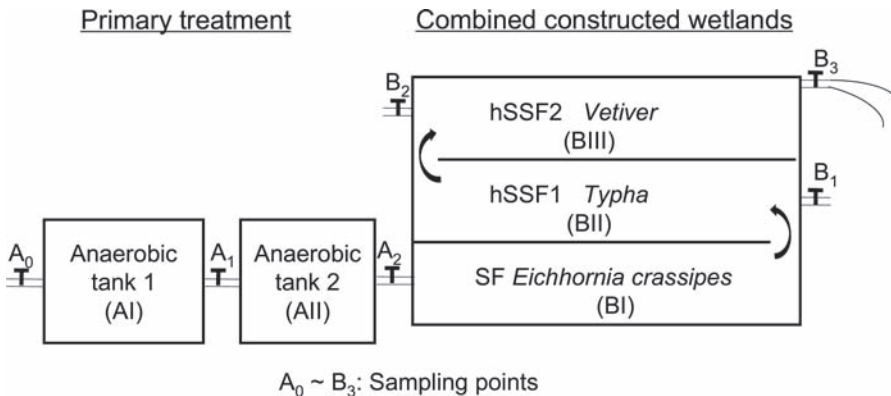 Primary treatment
Combined constructed wetlands
B₃
B₂
hSSF2 Vetiver
(BIII)
B₁
hSSF1 Typha
(BII)
A₀
Anaerobic
tank 1
(AI)
A₁
Anaerobic
tank 2
(AII)
A₂
SF Eichhornia crassipes
(BI)
A₀ ~ B₃: Sampling points